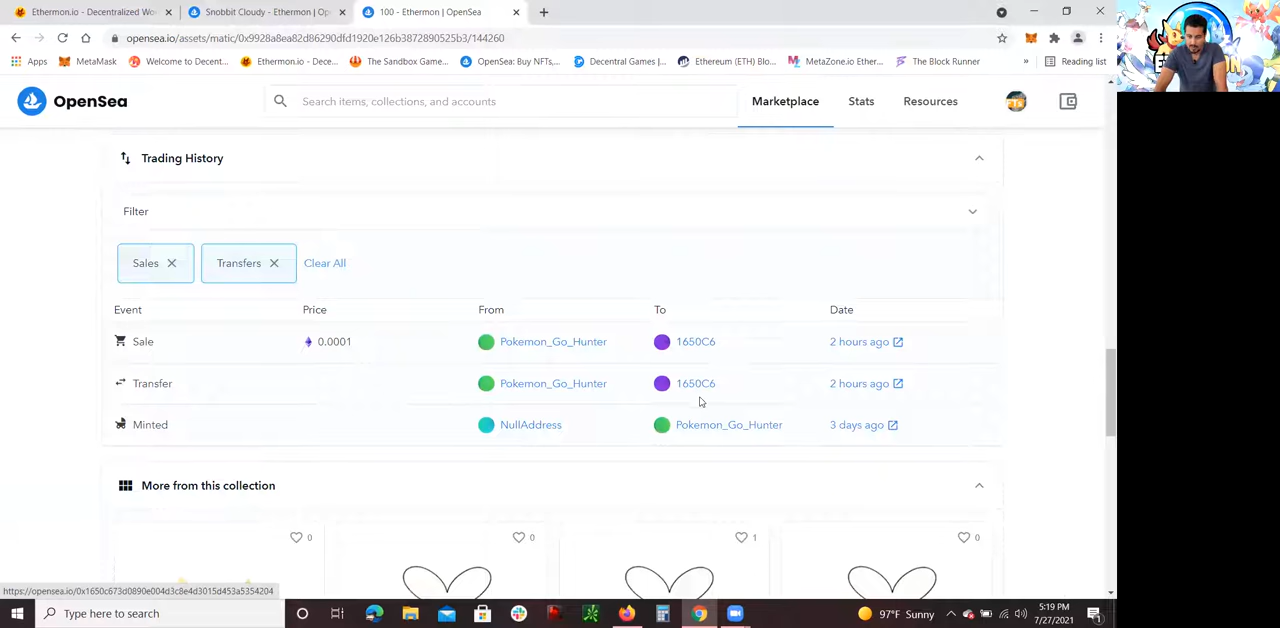 Ethermon.io - Decentralized Wo
Snobbit Cloudy - Ethermon | Op
100 - Ethermon | OpenSea
opensea.io/assets/matic/0x9928a8ea82d86290dfd1920e126b3872890525b3/144260
Apps
MetaMask
Welcome to Decent...
Ethermon.io - Dece...
The Sandbox Game...
OpenSea: Buy NFTs,...
Decentral Games |...
Ethereum (ETH) Blo...
MetaZone.io Ether...
The Block Runner
»
Reading list
OpenSea
Search items, collections, and accounts
Marketplace
Stats
Resources
Trading History
Filter
Sales
Transfers
Clear All
Event Price From To Date
Sale 0.0001 Pokemon_Go_Hunter 1650C6 2 hours ago
Transfer Pokemon_Go_Hunter 1650C6 2 hours ago
Minted NullAddress Pokemon_Go_Hunter 3 days ago
More from this collection
0 0 1 0
https://opensea.io/0x1650c673d0890e004d3c8e4d3015d453a5354204
Type here to search
97°F Sunny
5:19 PM
7/27/2021